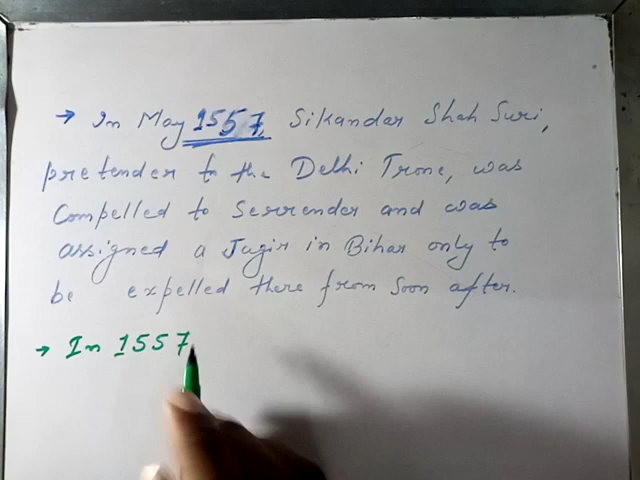 → In May 1557, Sikandar Shah Suri,
pretender to the Delhi Trone, was
Compelled to Serrender and was
assigned a Jagir in Bihar only to
be expelled there from Soon after.
→ In 1557